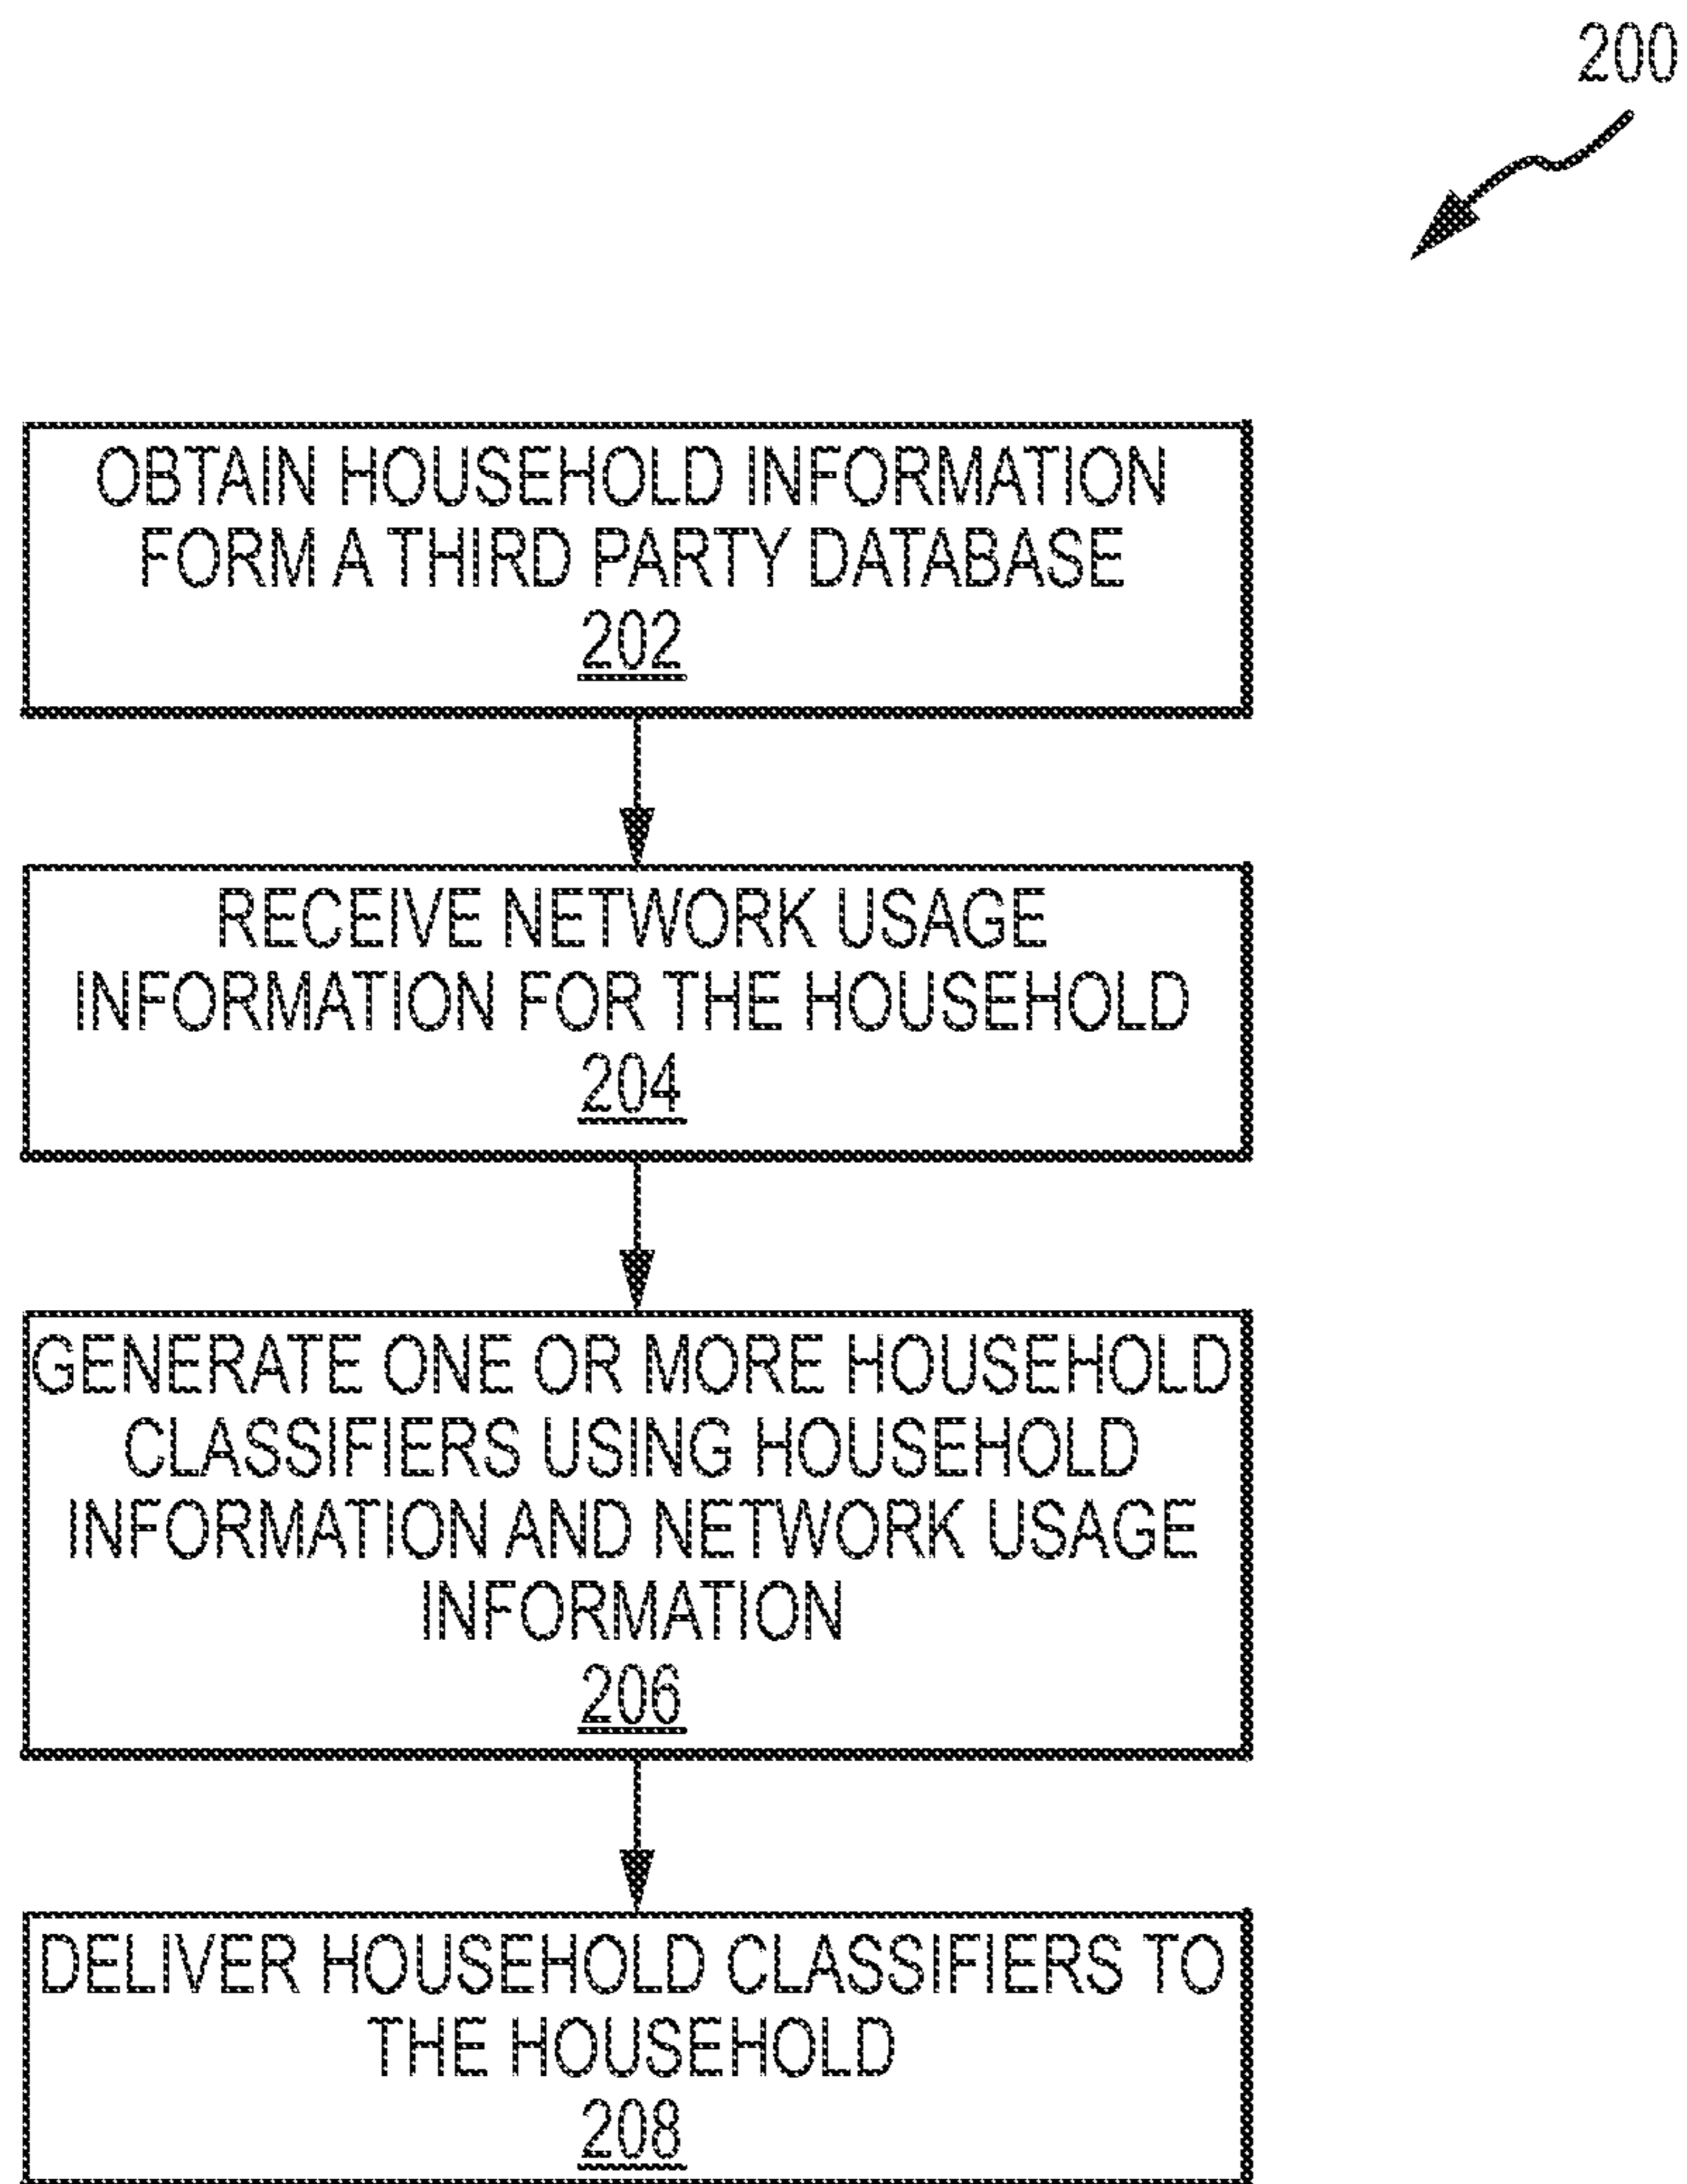 200
OBTAIN HOUSEHOLD INFORMATION
FORM A THIRD PARTY DATABASE
202
RECEIVE NETWORK USAGE
INFORMATION FOR THE HOUSEHOLD
204
GENERATE ONE OR MORE HOUSEHOLD
CLASSIFIERS USING HOUSEHOLD
INFORMATION AND NETWORK USAGE
INFORMATION
206
DELIVER HOUSEHOLD CLASSIFIERS TO
THE HOUSEHOLD
208